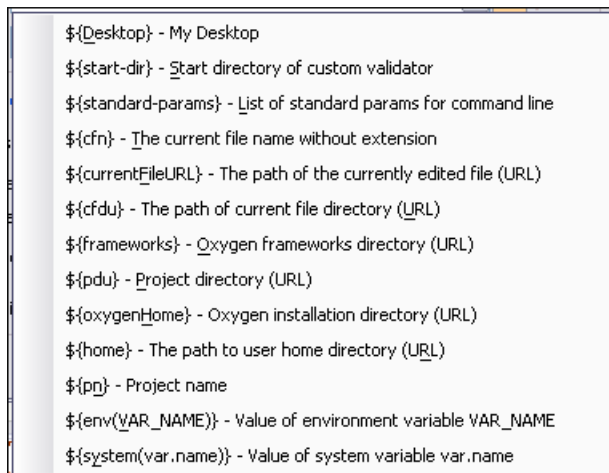 ${Desktop} - My Desktop
${start-dir} - Start directory of custom validator
${standard-params} - List of standard params for command line
${cfn} - The current file name without extension
${currentFileURL} - The path of the currently edited file (URL)
${cfdu} - The path of current file directory (URL)
${frameworks} - Oxygen frameworks directory (URL)
${pdu} - Project directory (URL)
${oxygenHome} - Oxygen installation directory (URL)
${home} - The path to user home directory (URL)
${pn} - Project name
${env(VAR_NAME)} - Value of environment variable VAR_NAME
${system(var.name)} - Value of system variable var.name